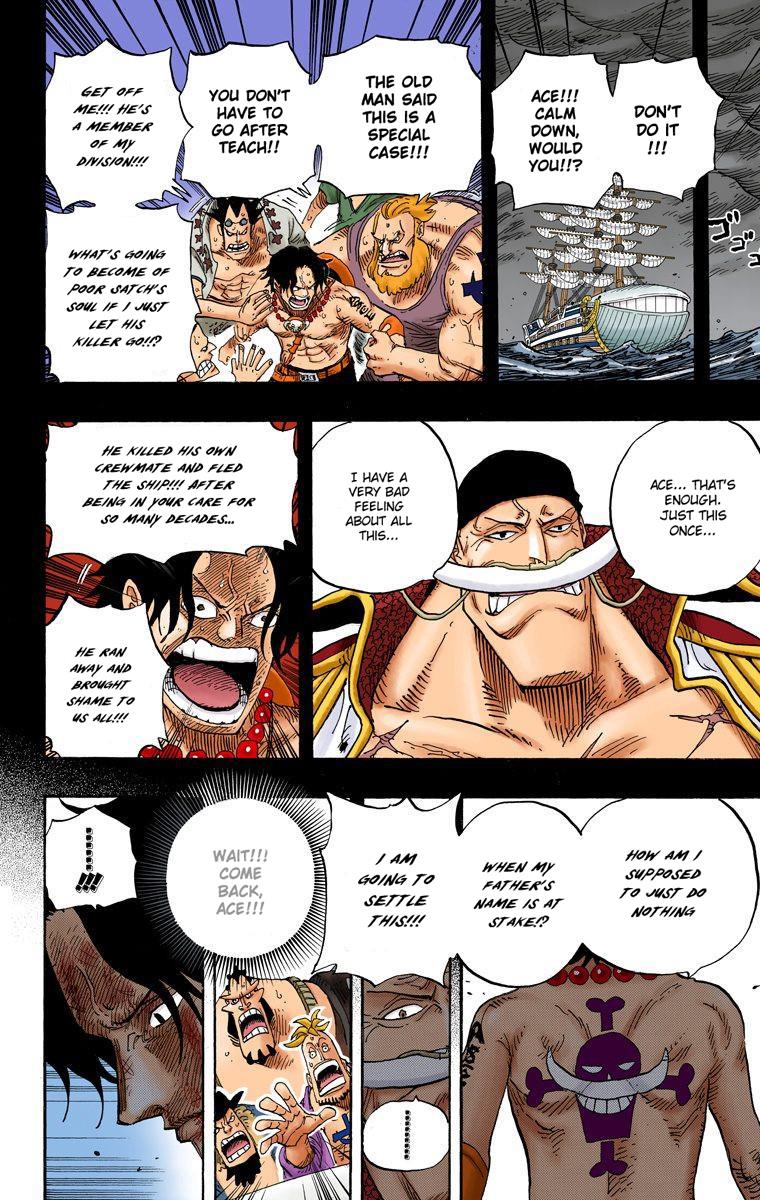 DON'T
DO IT
!!!
ACE!!!
CALM
DOWN,
WOULD
YOU!!?
ゴゴゴ
THE OLD
MAN SAID
THIS IS A
SPECIAL
CASE!!!
YOU DON'T
HAVE TO
GO AFTER
TEACH!!
GET OFF
ME!!! HE'S
A MEMBER
OF MY
DIVISION!!!
WHAT'S GOING
TO BECOME OF
POOR SATCH'S
SOUL IF I JUST
LET HIS
KILLER GO!!?
ACE... THAT'S
ENOUGH.
JUST THIS
ONCE...
I HAVE A
VERY BAD
FEELING
ABOUT ALL
THIS...
HE KILLED HIS OWN
CREWMATE AND FLED
THE SHIP!!! AFTER
BEING IN YOUR CARE FOR
SO MANY DECADES...
HE RAN
AWAY AND
BROUGHT
SHAME TO
US ALL!!!
HOW AM I
SUPPOSED
TO JUST DO
NOTHING
WHEN MY
FATHER'S
NAME IS AT
STAKE!?
I AM
GOING TO
SETTLE
THIS!!!
......
WAIT!!!
COME
BACK,
ACE!!!
......!!!